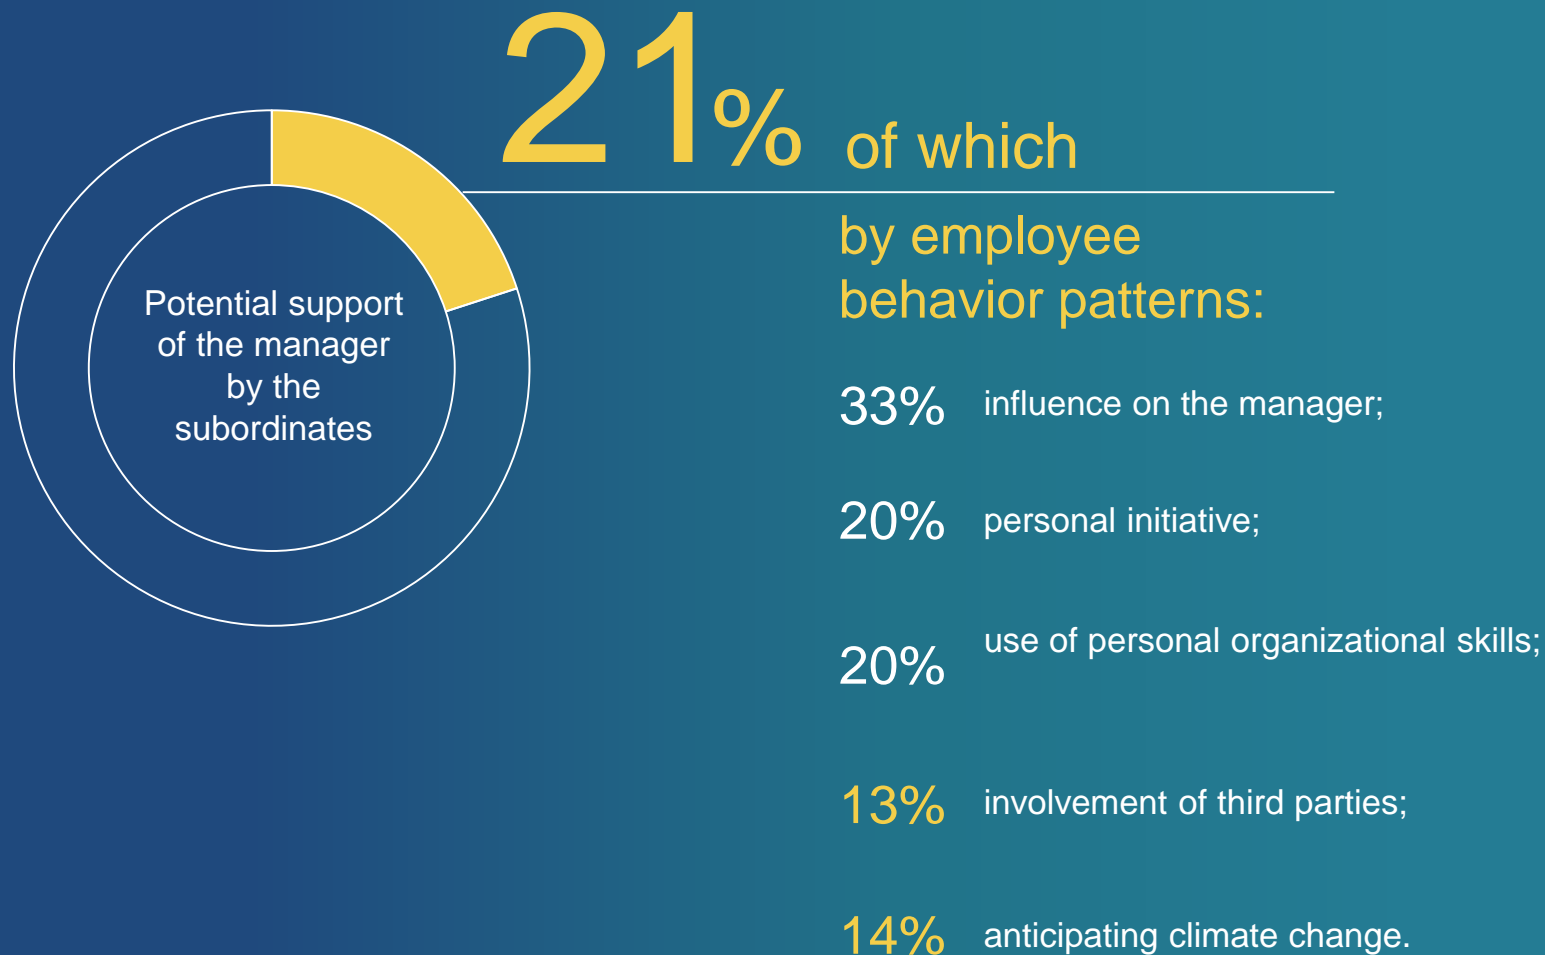 21% of which
by employee
behavior patterns:
Potential support
of the manager
by the
subordinates
33% influence on the manager;
20% personal initiative;
20% use of personal organizational skills;
13% involvement of third parties;
14% anticipating climate change.